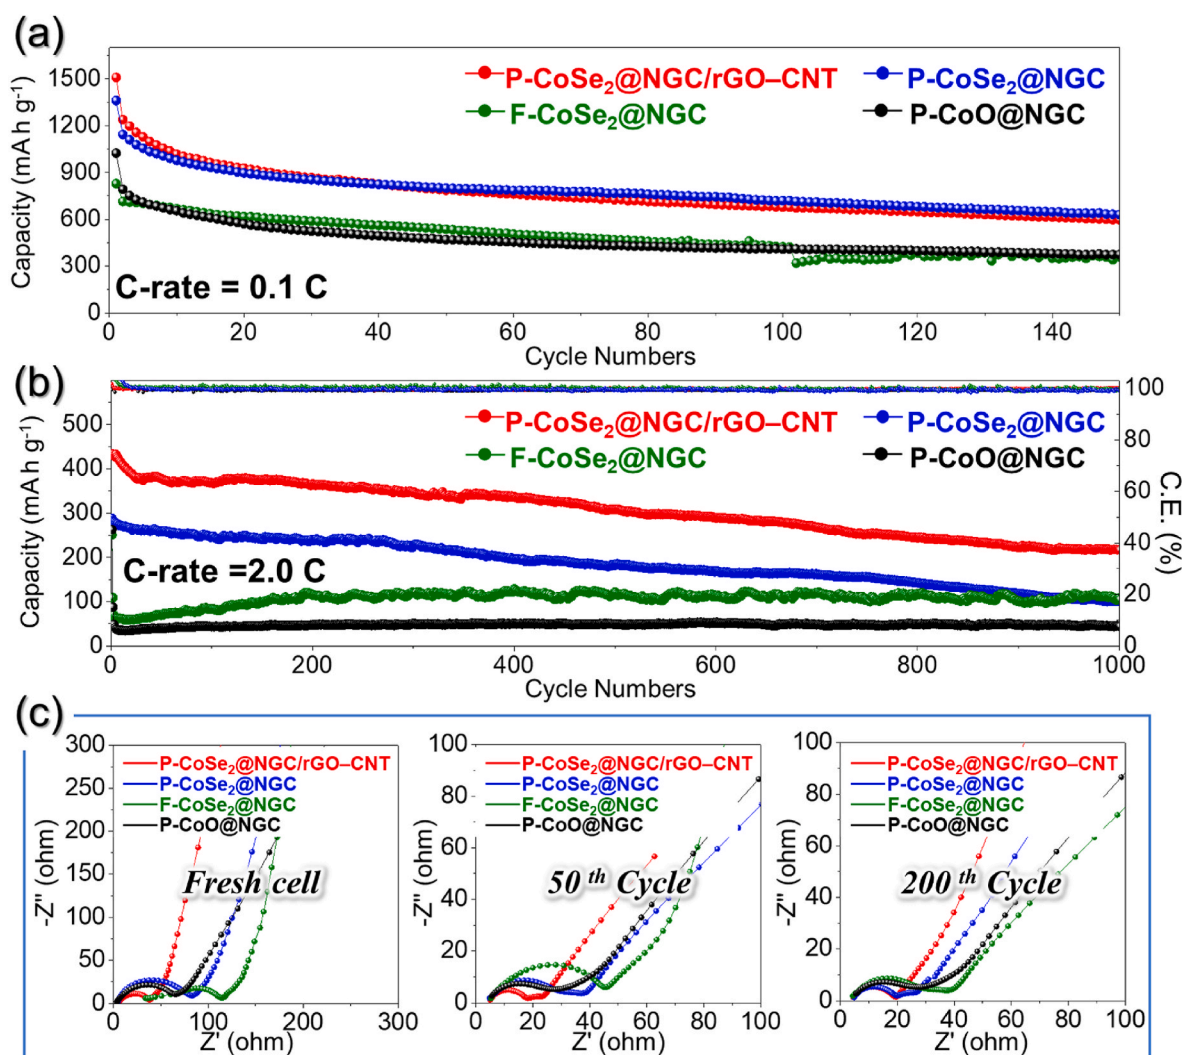 (a)
Capacity (mA h g⁻¹)
1500
1200
900
600
300
0
P-CoSe₂@NGC/rGO–CNT P-CoSe₂@NGC
F-CoSe₂@NGC P-CoO@NGC
C-rate = 0.1 C
0 20 40 60 80 100 120 140
Cycle Numbers
(b)
Capacity (mA h g⁻¹)
500
400
300
200
100
0
P-CoSe₂@NGC/rGO–CNT P-CoSe₂@NGC
F-CoSe₂@NGC P-CoO@NGC
C-rate =2.0 C
100
80
60
40
20
0
C.E. (%)
0 200 400 600 800 1000
Cycle Numbers
(c)
-Z'' (ohm)
300
250
200
150
100
50
0
P-CoSe₂@NGC/rGO–CNT
P-CoSe₂@NGC
F-CoSe₂@NGC
P-CoO@NGC
Fresh cell
0 100 200 300
Z' (ohm)
-Z'' (ohm)
100
80
60
40
20
0
P-CoSe₂@NGC/rGO–CNT
P-CoSe₂@NGC
F-CoSe₂@NGC
P-CoO@NGC
50 th Cycle
0 20 40 60 80 100
Z' (ohm)
-Z'' (ohm)
100
80
60
40
20
0
P-CoSe₂@NGC/rGO–CNT
P-CoSe₂@NGC
F-CoSe₂@NGC
P-CoO@NGC
200 th Cycle
0 20 40 60 80 100
Z' (ohm)